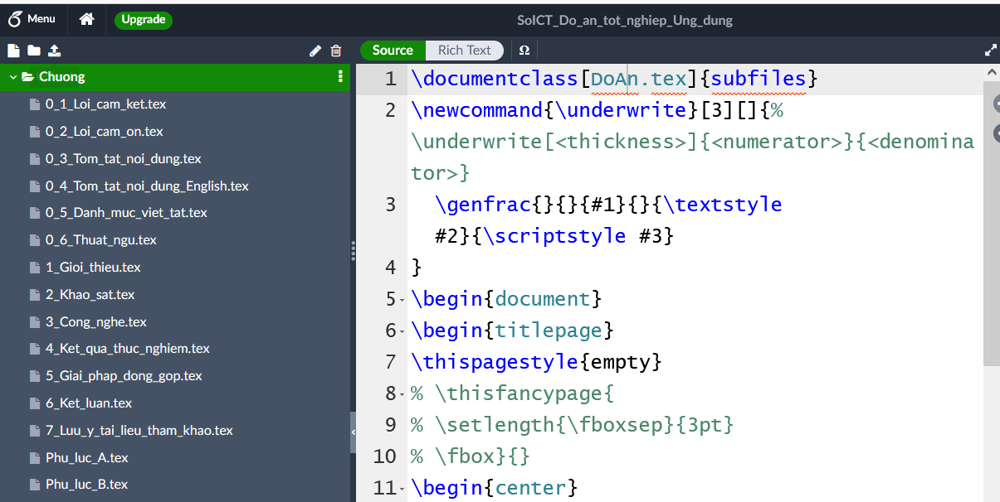 Menu
Upgrade
SoICT_Do_an_tot_nghiep_Ung_dung
Source
Rich Text
Ω
Chuong
0_1_Loi_cam_ket.tex
0_2_Loi_cam_on.tex
0_3_Tom_tat_noi_dung.tex
0_4_Tom_tat_noi_dung_English.tex
0_5_Danh_muc_viet_tat.tex
0_6_Thuat_ngu.tex
1_Gioi_thieu.tex
2_Khao_sat.tex
3_Cong_nghe.tex
4_Ket_qua_thuc_nghiem.tex
5_Giai_phap_dong_gop.tex
6_Ket_luan.tex
7_Luu_y_tai_lieu_tham_khao.tex
Phu_luc_A.tex
Phu_luc_B.tex
1 \documentclass[DoAn.tex]{subfiles}
2 \newcommand{\underwrite}[3][]{%
\underwrite[<thickness>]{<numerator>}{<denomina
tor>}
3 \genfrac{}{}{#1}{}{\textstyle
#2}{\scriptstyle #3}
4 }
5 \begin{document}
6 \begin{titlepage}
7 \thispagestyle{empty}
8 % \thisfancypage{
9 % \setlength{\fboxsep}{3pt}
10 % \fbox}{}
11 \begin{center}